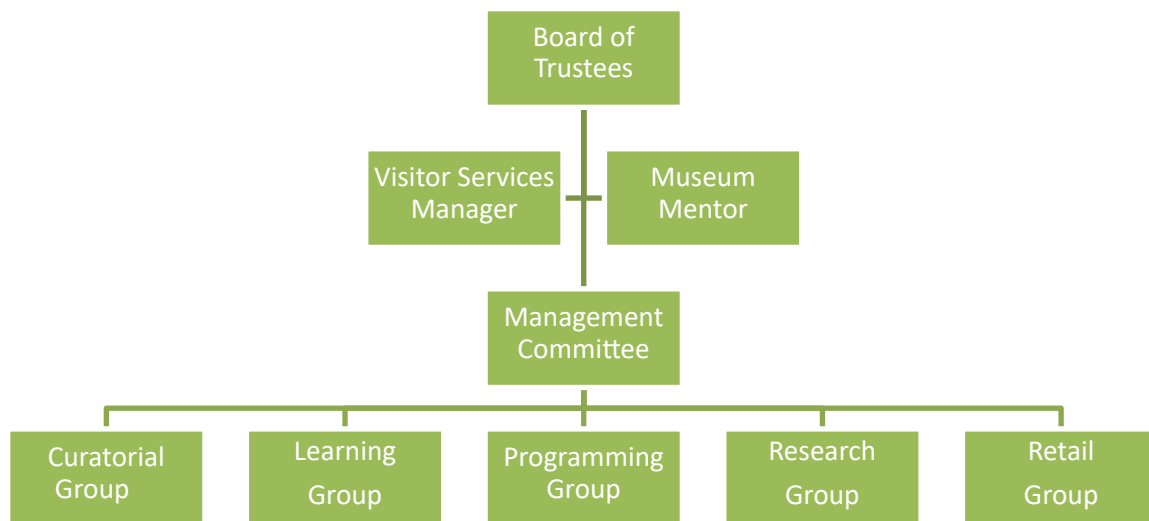 Board of
Trustees
Visitor Services
Manager
Museum
Mentor
Management
Committee
Curatorial
Group
Learning
Group
Programming
Group
Research
Group
Retail
Group